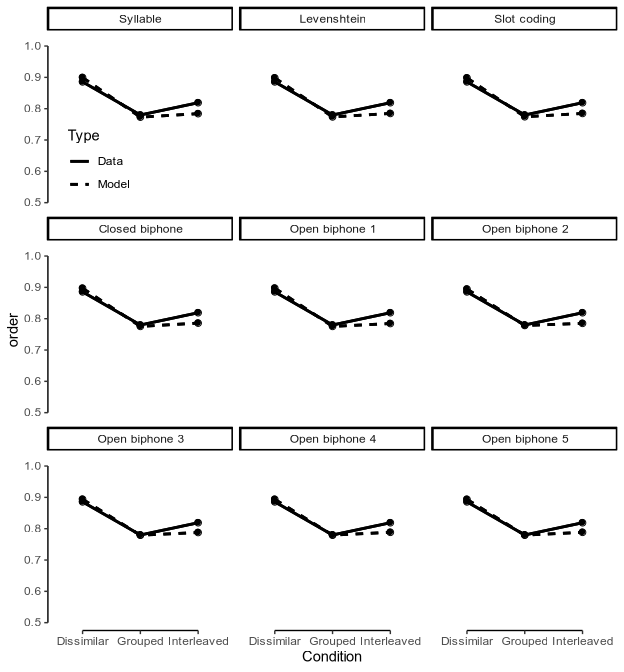 Syllable Levenshtein Slot coding
1.0
0.9
0.8
0.7
0.6
0.5
Type
Data
Model
Closed biphone Open biphone 1 Open biphone 2
1.0
0.9
0.8
0.7
0.6
0.5
order
Open biphone 3 Open biphone 4 Open biphone 5
1.0
0.9
0.8
0.7
0.6
0.5
Dissimilar Grouped Interleaved Dissimilar Grouped Interleaved Dissimilar Grouped Interleaved
Condition